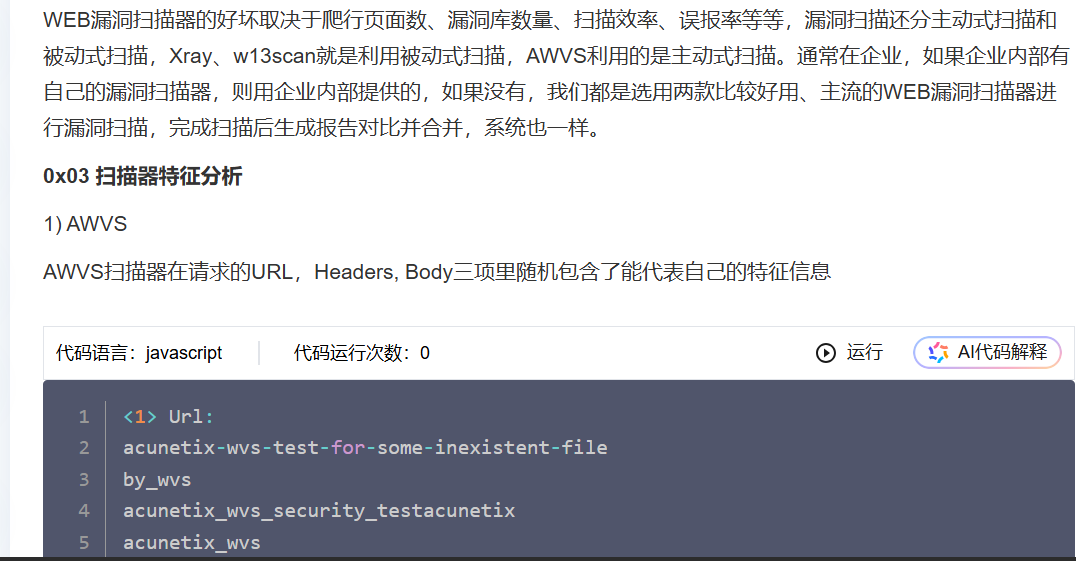 WEB漏洞扫描器的好坏取决于爬行页面数、漏洞库数量、扫描效率、误报率等等，漏洞扫描还分主动式扫描和
被动式扫描，Xray、w13scan就是利用被动式扫描，AWVS利用的是主动式扫描。通常在企业，如果企业内部有
自己的漏洞扫描器，则用企业内部提供的，如果没有，我们都是选用两款比较好用、主流的WEB漏洞扫描器进
行漏洞扫描，完成扫描后生成报告对比并合并，系统也一样。
0x03 扫描器特征分析
1) AWVS
AWVS扫描器在请求的URL，Headers, Body三项里随机包含了能代表自己的特征信息
代码语言：javascript 代码运行次数：0 运行 AI代码解释
1 <1> Url:
2 acunetix-wvs-test-for-some-inexistent-file
3 by_wvs
4 acunetix_wvs_security_testacunetix
5 acunetix_wvs